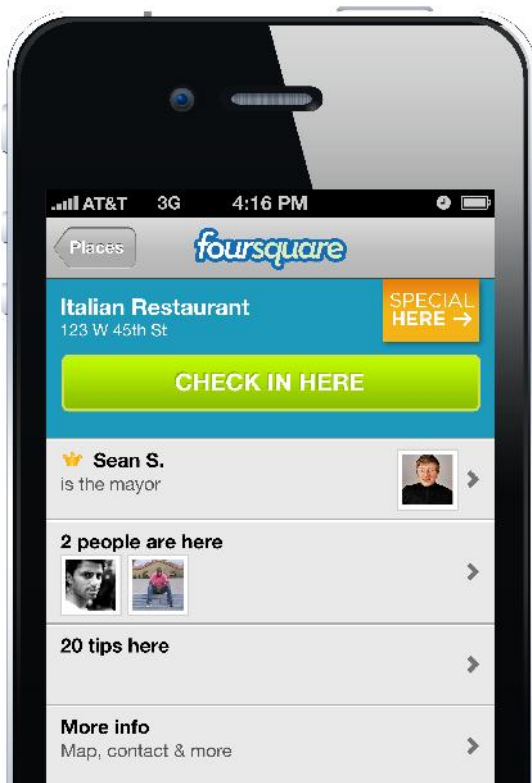 AT&T 3G 4:16 PM
Places
foursquare
Italian Restaurant
123 W 45th St
SPECIAL
HERE →
CHECK IN HERE
Sean S.
is the mayor
2 people are here
20 tips here
More info
Map, contact & more